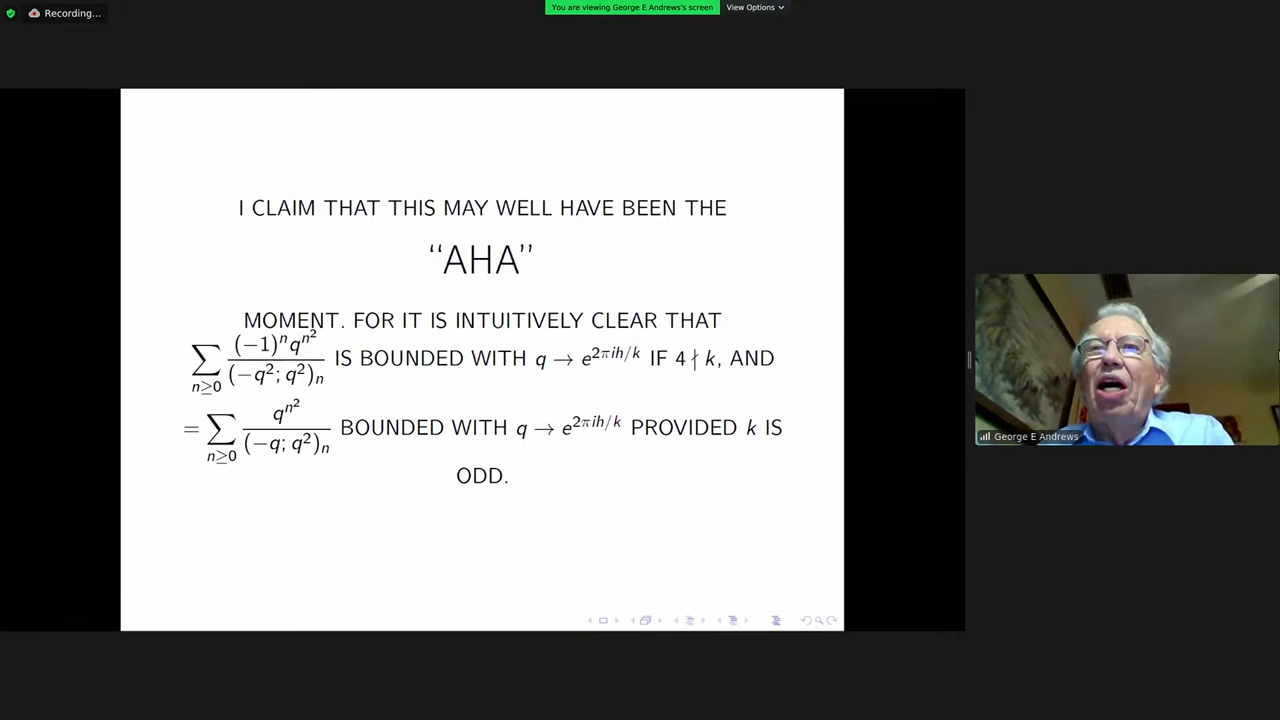 Recording...
You are viewing George E Andrews's screen
View Options
I CLAIM THAT THIS MAY WELL HAVE BEEN THE
“AHA”
MOMENT. FOR IT IS INTUITIVELY CLEAR THAT
$\sum_{n\geq 0} \frac{(-1)^n q^{n^2}}{(-q^2;q^2)_n}$ IS BOUNDED WITH $q \to e^{2\pi i h/k}$ IF $4 \nmid k$, AND
$= \sum_{n\geq 0} \frac{q^{n^2}}{(-q;q^2)_n}$ BOUNDED WITH $q \to e^{2\pi i h/k}$ PROVIDED $k$ IS
ODD.
George E Andrews